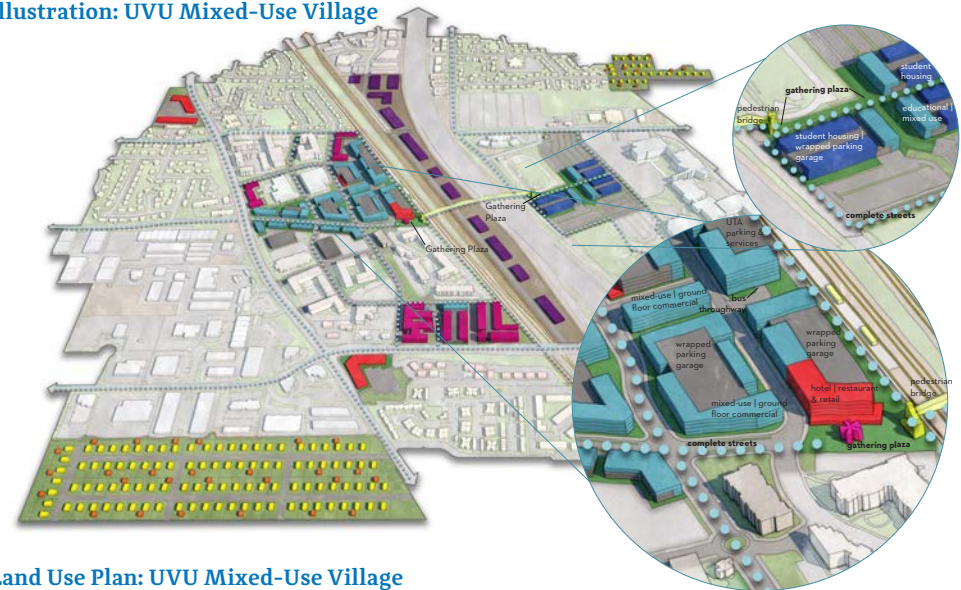 llustration: UVU Mixed-Use Village
student
housing
gathering plaza
pedestrian
bridge
educational |
mixed use
student housing |
wrapped parking
garage
complete streets
Gathering
Plaza
Gathering Plaza
UTA
parking &
services
mixed-use | ground
floor commercial
bus
throughway
wrapped
parking
garage
wrapped
parking
garage
hotel | restaurant
& retail
pedestrian
bridge
mixed-use | ground
floor commercial
complete streets
gathering plaza
Land Use Plan: UVU Mixed-Use Village